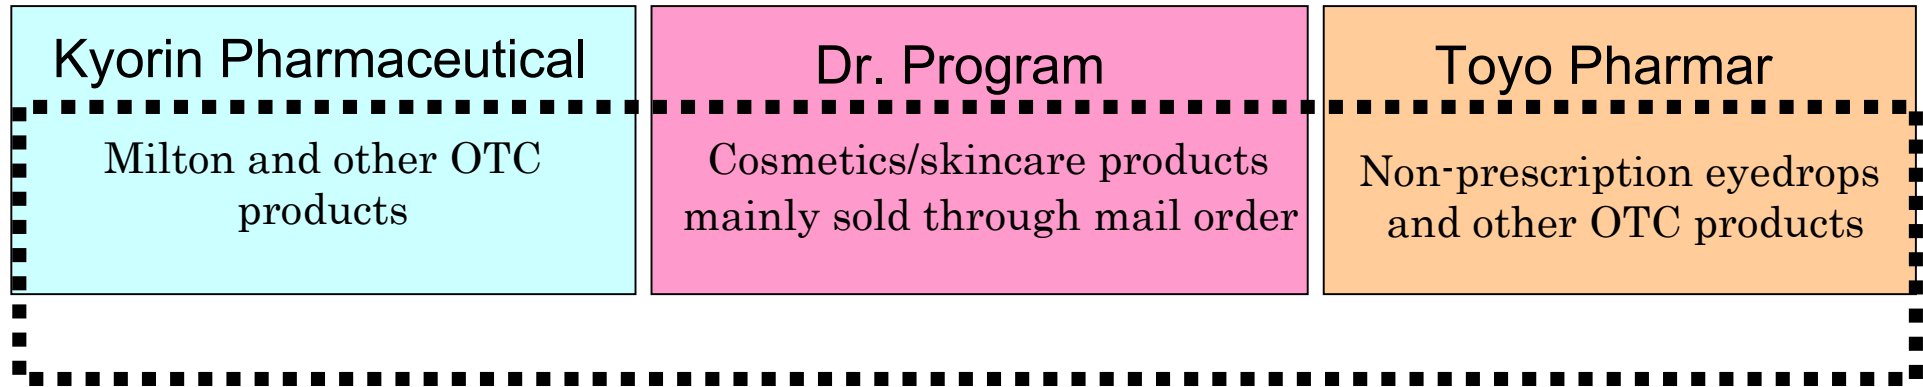 Kyorin Pharmaceutical
Milton and other OTC
products
Dr. Program
Cosmetics/skincare products
mainly sold through mail order
Toyo Pharmar
Non-prescription eyedrops
and other OTC products